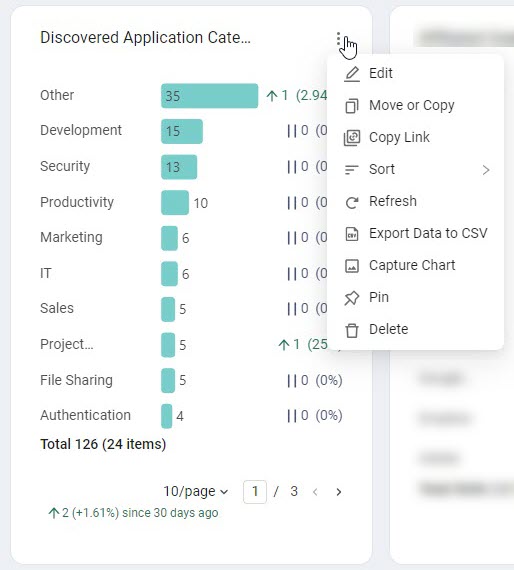 Discovered Application Cate...
Other 35 1 (2.94
Development 15 0 (0
Security 13 0 (0
Productivity 10 0 (0
Marketing 6 0 (0
IT 6 0 (0
Sales 5 0 (0
Project... 5 1 (25.
File Sharing 5 0 (0%)
Authentication 4 0 (0%)
Total 126 (24 items)
10/page 1 / 3
2 (+1.61%) since 30 days ago
Edit
Move or Copy
Copy Link
Sort
Refresh
Export Data to CSV
Capture Chart
Pin
Delete